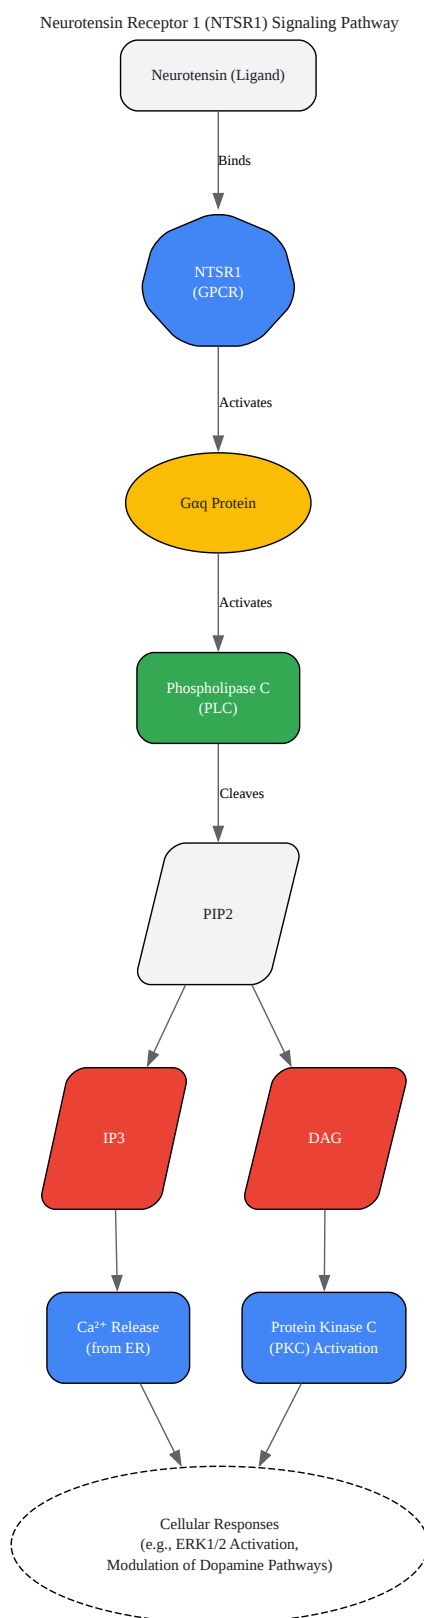 Neurotensin Receptor 1 (NTSR1) Signaling Pathway
Neurotensin (Ligand)
Binds
NTSR1
(GPCR)
Activates
Gαq Protein
Activates
Phospholipase C
(PLC)
Cleaves
PIP2
IP3
DAG
Ca²⁺ Release
(from ER)
Protein Kinase C
(PKC) Activation
Cellular Responses
(e.g., ERK1/2 Activation,
Modulation of Dopamine Pathways)